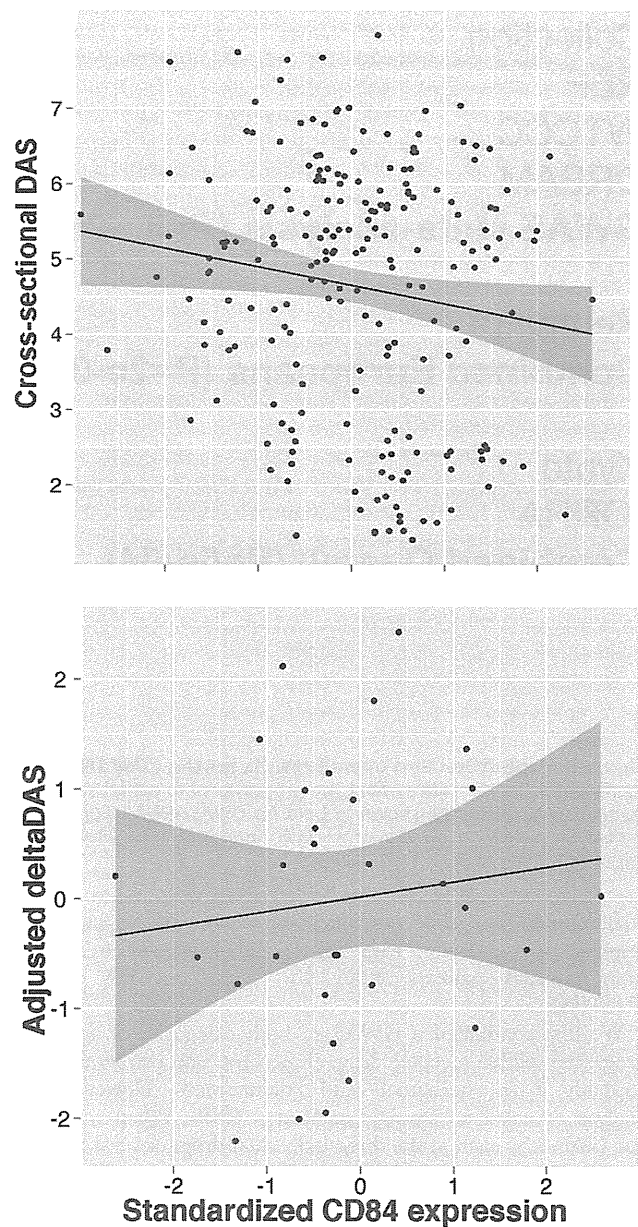 Cross-sectional DAS
7
6
5
4
3
2
Adjusted deltaDAS
2
1
0
-1
-2
-2 -1 0 1 2
Standardized CD84 expression